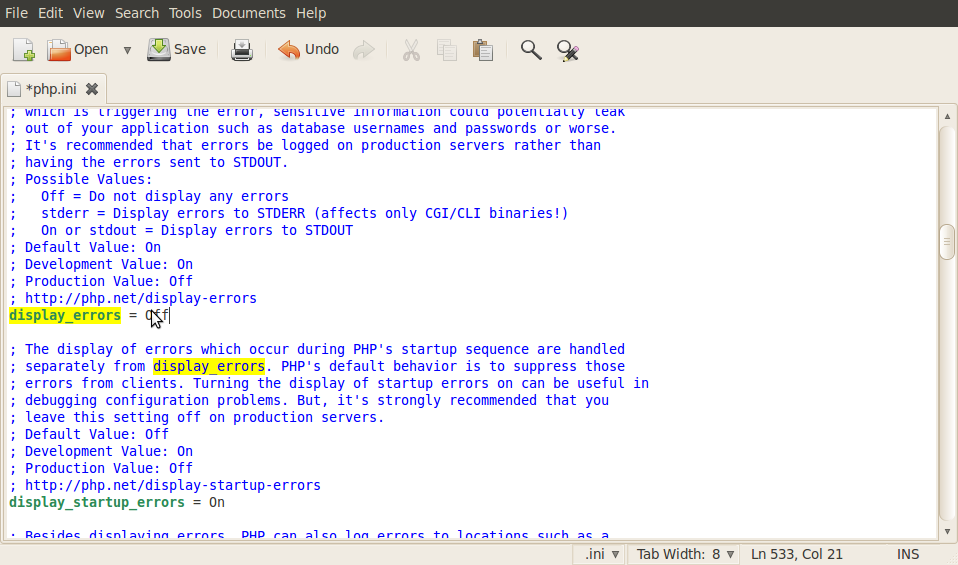 File Edit View Search Tools Documents Help
Open Save Undo
*php.ini
; which is triggering the error, sensitive information could potentially leak
; out of your application such as database usernames and passwords or worse.
; It's recommended that errors be logged on production servers rather than
; having the errors sent to STDOUT.
; Possible Values:
;   Off = Do not display any errors
;   stderr = Display errors to STDERR (affects only CGI/CLI binaries!)
;   On or stdout = Display errors to STDOUT
; Default Value: On
; Development Value: On
; Production Value: Off
; http://php.net/display-errors
display_errors = Off
; The display of errors which occur during PHP's startup sequence are handled
; separately from display_errors. PHP's default behavior is to suppress those
; errors from clients. Turning the display of startup errors on can be useful in
; debugging configuration problems. But, it's strongly recommended that you
; leave this setting off on production servers.
; Default Value: Off
; Development Value: On
; Production Value: Off
; http://php.net/display-startup-errors
display_startup_errors = On
; Besides displaying errors, PHP can also log errors to locations such as a
.ini Tab Width: 8 Ln 533, Col 21 INS